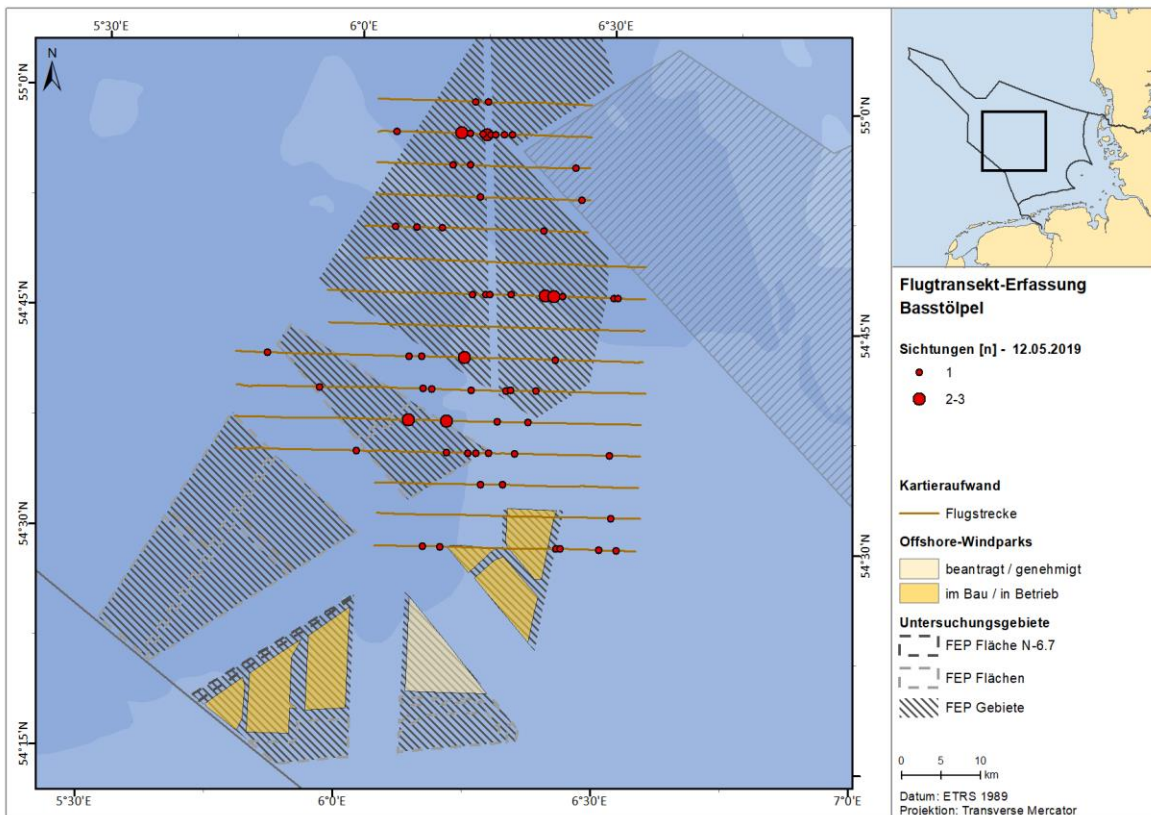 5°30'E 6°0'E 6°30'E
N
55°0'N
55°0'N
54°45'N
54°45'N
54°30'N
54°30'N
54°15'N
5°30'E 6°0'E 6°30'E 7°0'E
Flugtransekt-Erfassung
Basstölpel
Sichtungen [n] - 12.05.2019
1
2-3
Kartieraufwand
Flugstrecke
Offshore-Windparks
beantragt / genehmigt
im Bau / in Betrieb
Untersuchungsgebiete
FEP Fläche N-6.7
FEP Flächen
FEP Gebiete
0 5 10
km
Datum: ETRS 1989
Projektion: Transverse Mercator